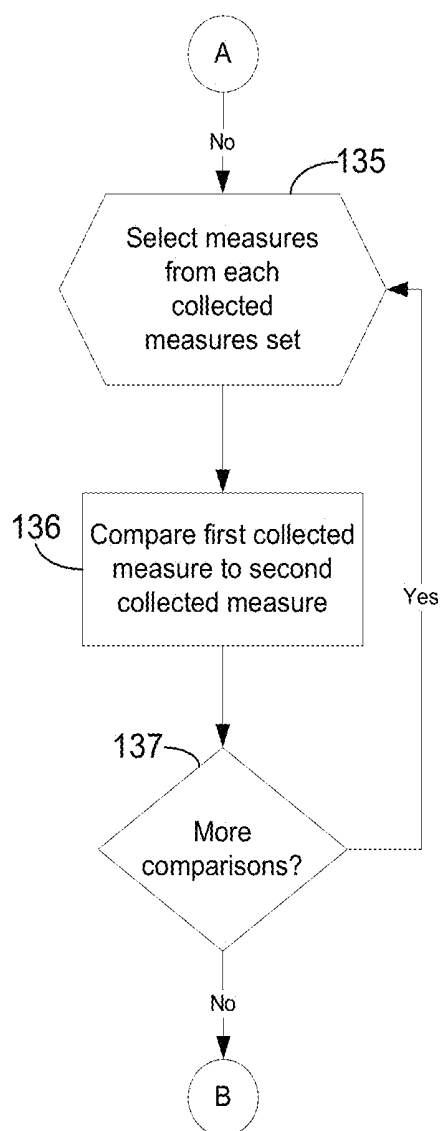 A
No
135
Select measures
from each
collected
measures set
136
Compare first collected
measure to second
collected measure
Yes
137
More
comparisons?
No
B